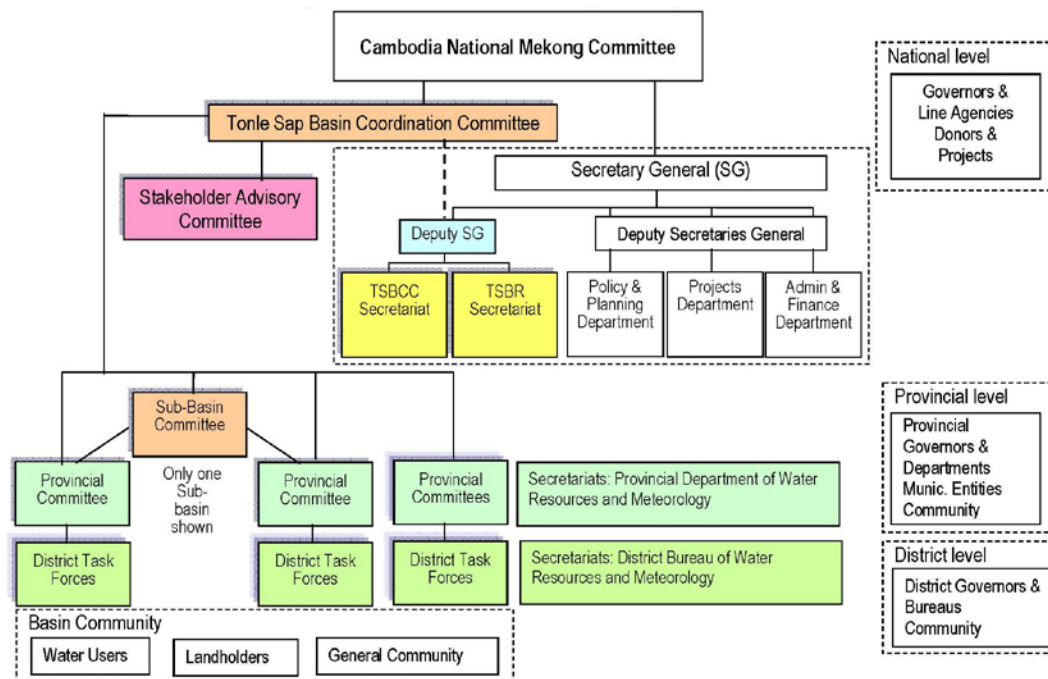 Cambodia National Mekong Committee
National level
Governors &
Line Agencies
Donors &
Projects
Tonle Sap Basin Coordination Committee
Secretary General (SG)
Stakeholder Advisory
Committee
Deputy SG
Deputy Secretaries General
TSBCC
Secretariat
TSBR
Secretariat
Policy &
Planning
Department
Projects
Department
Admin &
Finance
Department
Sub-Basin
Committee
Only one
Sub-
basin
shown
Provincial
Committee
Provincial
Committee
Provincial
Committees
Secretariats: Provincial Department of Water
Resources and Meteorology
Provincial level
Provincial
Governors &
Departments
Munic. Entities
Community
District Task
Forces
District Task
Forces
District Task
Forces
Secretariats: District Bureau of Water
Resources and Meteorology
District level
District Governors &
Bureaus
Community
Basin Community
Water Users
Landholders
General Community